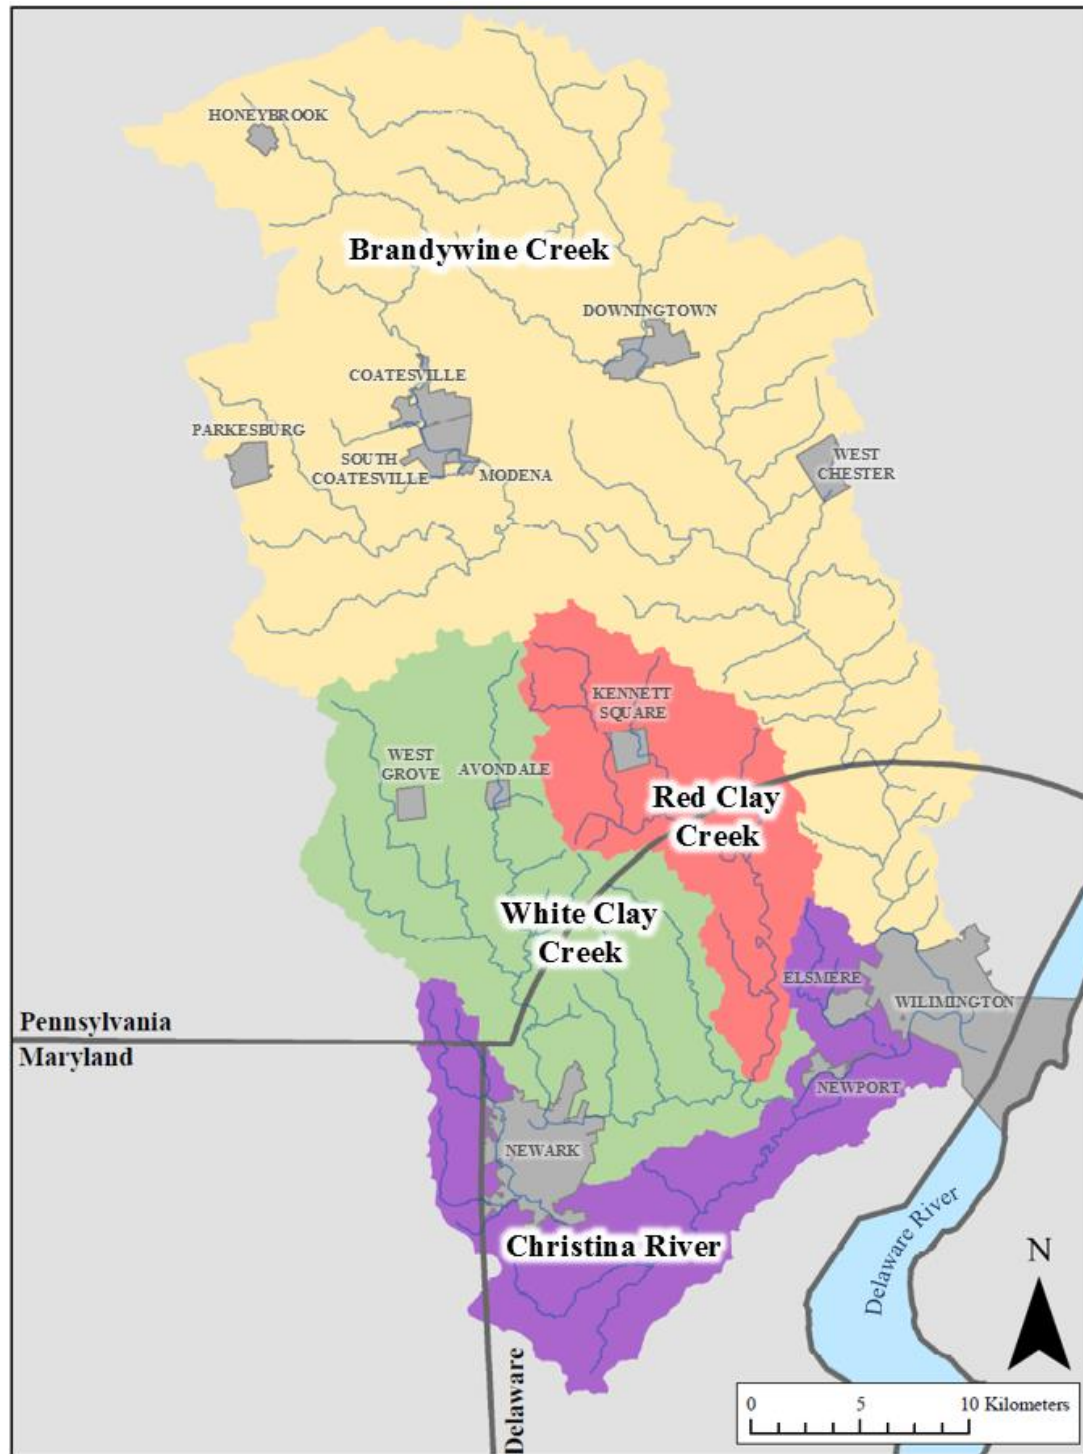 HONEYBROOK
Brandywine Creek
DOWNINGTOWN
COATESVILLE
PARKESBURG
SOUTH
COATESVILLE
MODENA
WEST
CHESTER
KENNETT
SQUARE
WEST
GROVE
AVONDALE
Red Clay
Creek
White Clay
Creek
ELSMERE
WILIMINGTON
Pennsylvania
Maryland
NEWPORT
NEWARK
Christina River
Delaware River
Delaware
N
0 5 10 Kilometers